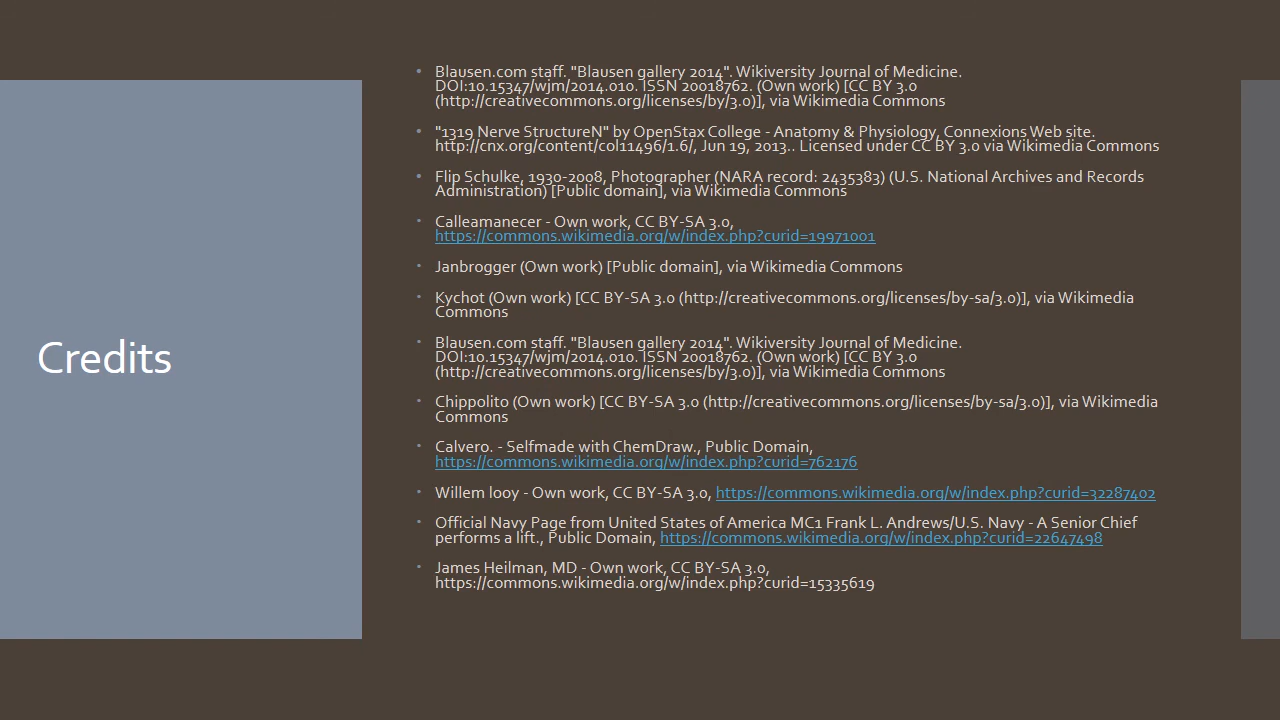 Credits
Blausen.com staff. "Blausen gallery 2014". Wikiversity Journal of Medicine.
DOI:10.15347/wjm/2014.010. ISSN 20018762. (Own work) [CC BY 3.0
(http://creativecommons.org/licenses/by/3.0)], via Wikimedia Commons
"1319 Nerve StructureN" by OpenStax College - Anatomy & Physiology, Connexions Web site.
http://cnx.org/content/col11496/1.6/, Jun 19, 2013.. Licensed under CC BY 3.0 via Wikimedia Commons
Flip Schulke, 1930-2008, Photographer (NARA record: 2435383) (U.S. National Archives and Records
Administration) [Public domain], via Wikimedia Commons
Calleamanecer - Own work, CC BY-SA 3.0,
https://commons.wikimedia.org/w/index.php?curid=19971001
Janbrogger (Own work) [Public domain], via Wikimedia Commons
Kychot (Own work) [CC BY-SA 3.0 (http://creativecommons.org/licenses/by-sa/3.0)], via Wikimedia
Commons
Blausen.com staff. "Blausen gallery 2014". Wikiversity Journal of Medicine.
DOI:10.15347/wjm/2014.010. ISSN 20018762. (Own work) [CC BY 3.0
(http://creativecommons.org/licenses/by/3.0)], via Wikimedia Commons
Chippolito (Own work) [CC BY-SA 3.0 (http://creativecommons.org/licenses/by-sa/3.0)], via Wikimedia
Commons
Calvero. - Selfmade with ChemDraw., Public Domain,
https://commons.wikimedia.org/w/index.php?curid=762176
Willem looy - Own work, CC BY-SA 3.0, https://commons.wikimedia.org/w/index.php?curid=32287402
Official Navy Page from United States of America MC1 Frank L. Andrews/U.S. Navy - A Senior Chief
performs a lift., Public Domain, https://commons.wikimedia.org/w/index.php?curid=22647498
James Heilman, MD - Own work, CC BY-SA 3.0,
https://commons.wikimedia.org/w/index.php?curid=15335619